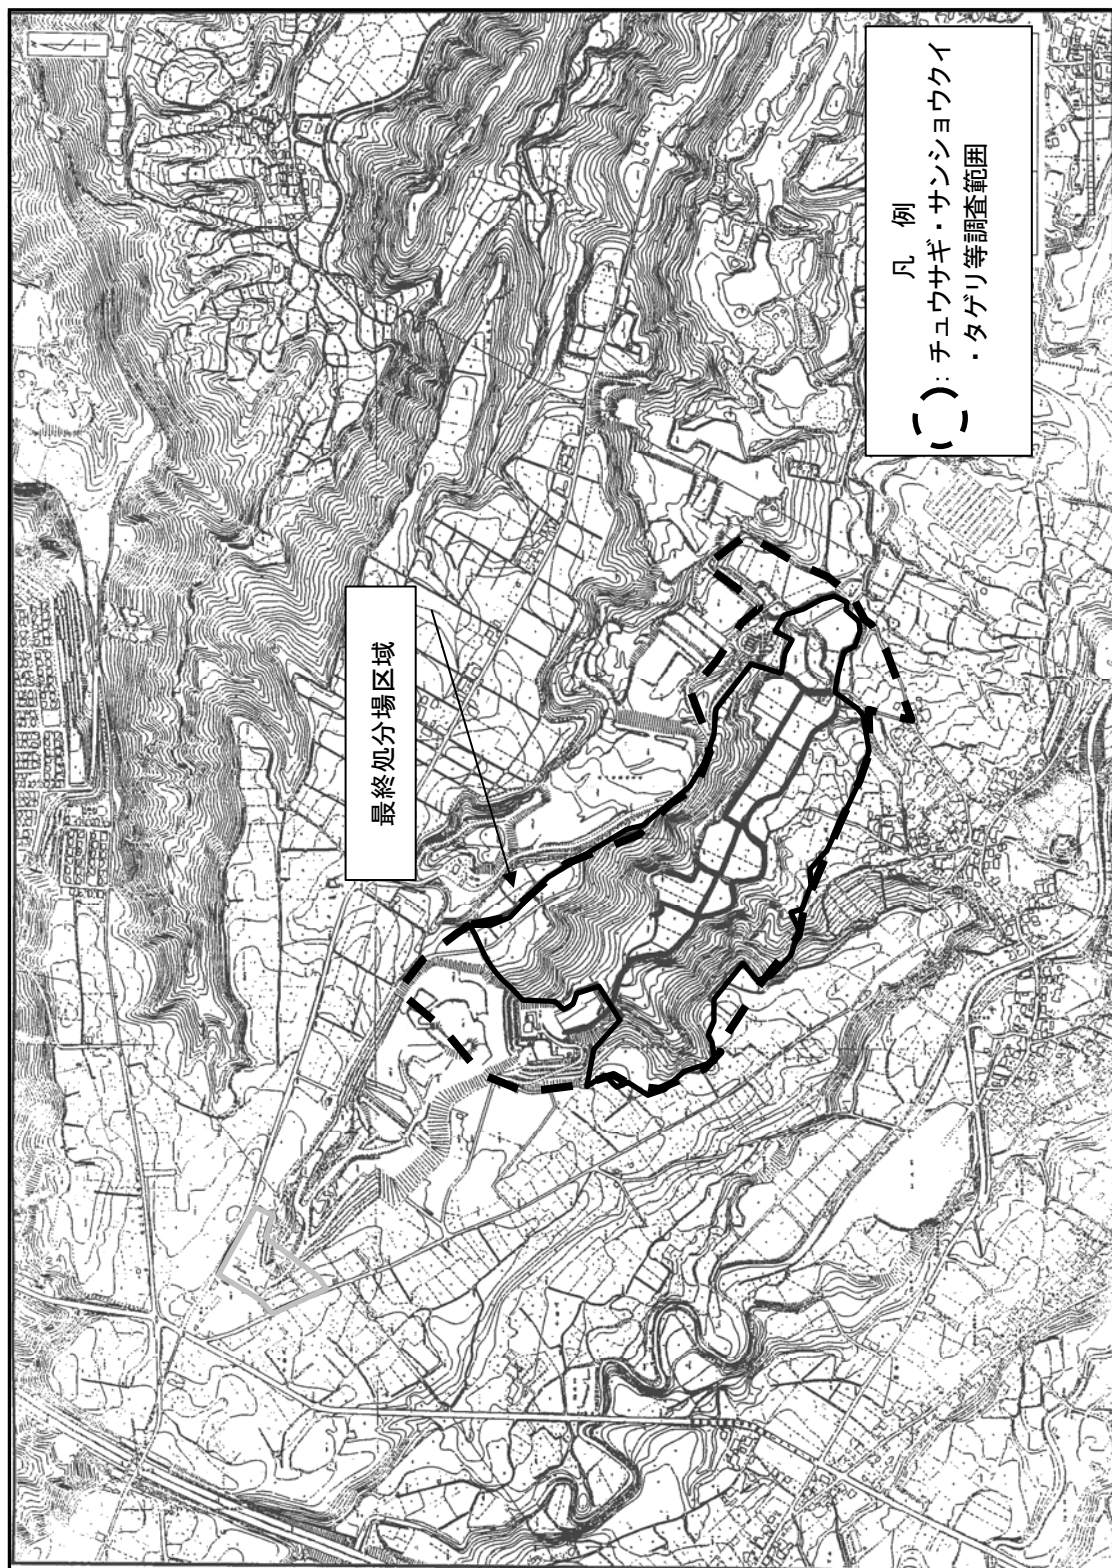 最終処分場区域
凡　例
：チュウサギ・サンショウクイ
・タゲリ等調査範囲